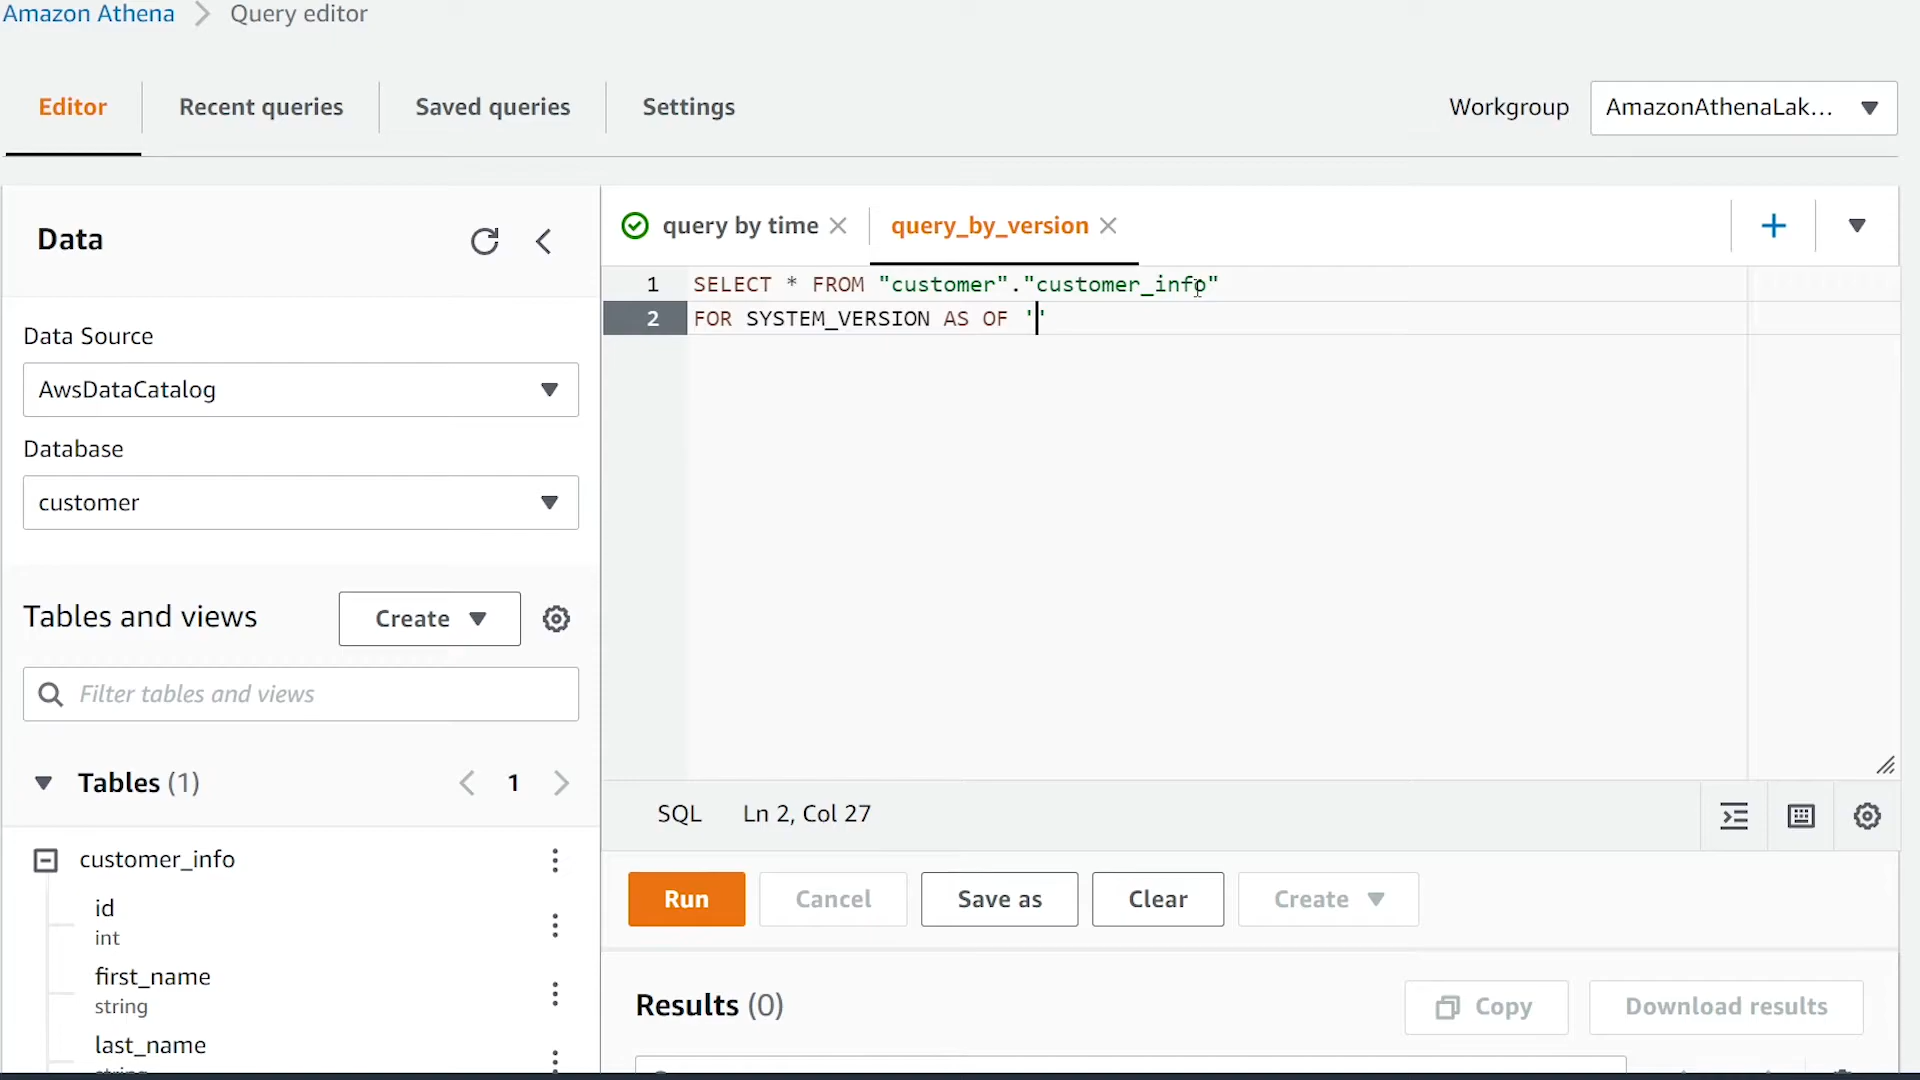 Amazon Athena > Query editor
Editor
Recent queries
Saved queries
Settings
Workgroup
AmazonAthenaLak...
Data
Data Source
AwsDataCatalog
Database
customer
Tables and views
Create
Filter tables and views
Tables (1)
1
customer_info
id
int
first_name
string
last_name
string
query by time
query_by_version
1 SELECT * FROM "customer"."customer_info"
2 FOR SYSTEM_VERSION AS OF ''
SQL Ln 2, Col 27
Run
Cancel
Save as
Clear
Create
Results (0)
Copy
Download results